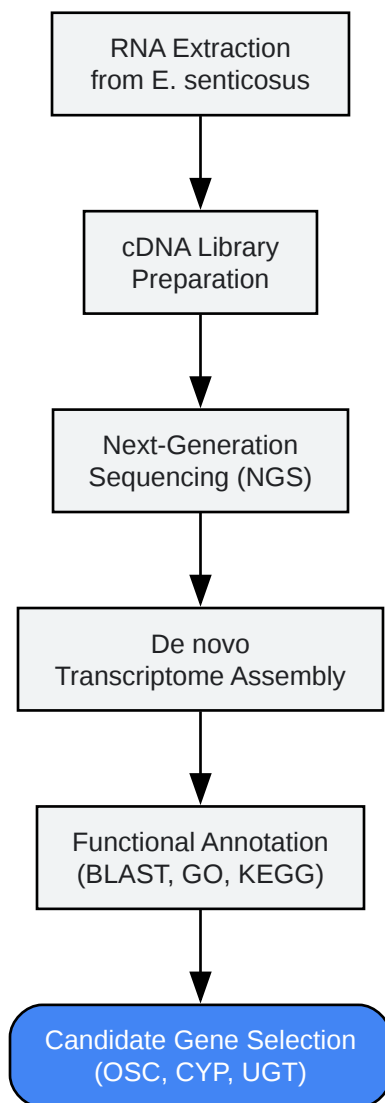 RNA Extraction
from E. senticosus
cDNA Library
Preparation
Next-Generation
Sequencing (NGS)
De novo
Transcriptome Assembly
Functional Annotation
(BLAST, GO, KEGG)
Candidate Gene Selection
(OSC, CYP, UGT)